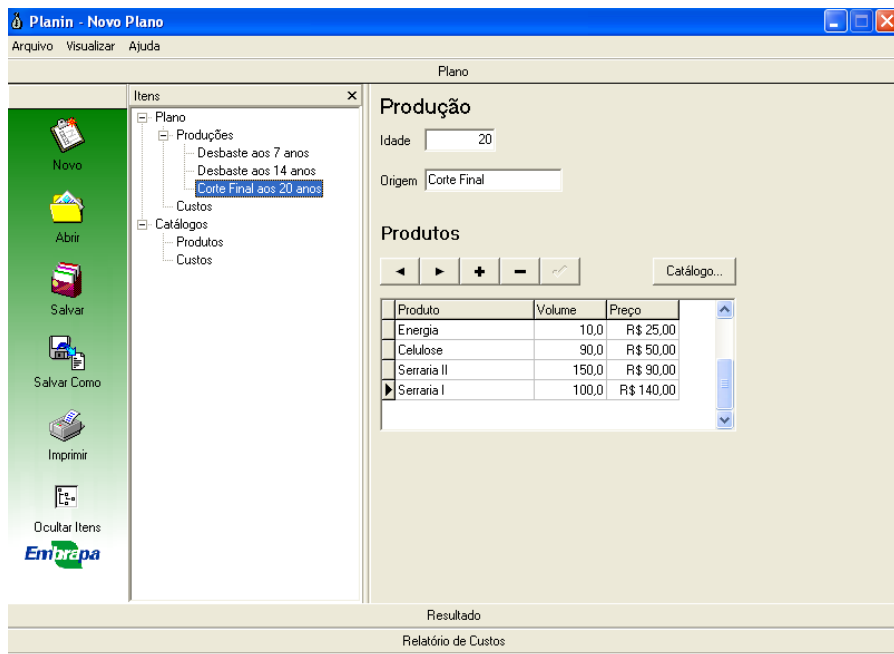 Planin - Novo Plano
Arquivo Visualizar Ajuda
Plano
Novo
Abrir
Salvar
Salvar Como
Imprimir
Ocultar Itens
Embrapa
Itens
Plano
Produções
Desbaste aos 7 anos
Desbaste aos 14 anos
Corte Final aos 20 anos
Custos
Catálogos
Produtos
Custos
Produção
Idade 20
Origem Corte Final
Produtos
Catálogo...
Produto Volume Preço
Energia 10,0 R$ 25,00
Celulose 90,0 R$ 50,00
Serraria II 150,0 R$ 90,00
Serraria I 100,0 R$ 140,00
Resultado
Relatório de Custos